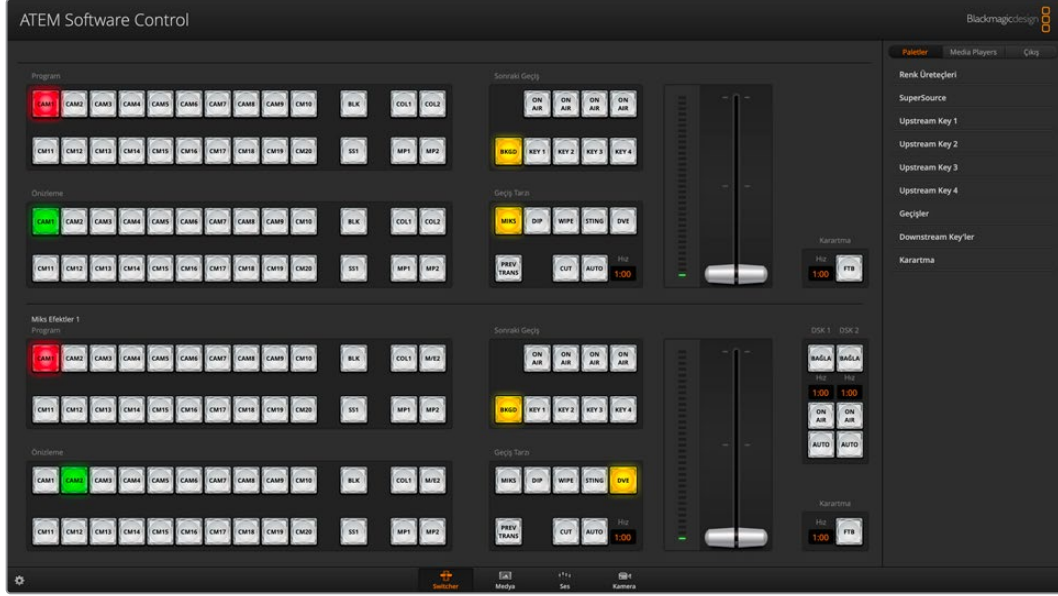 ATEM Software Control
Blackmagicdesign
Paletler Media Players Çıkış
Renk Üreteçleri
SuperSource
Upstream Key 1
Upstream Key 2
Upstream Key 3
Upstream Key 4
Geçişler
Downstream Key'ler
Karartma
Program
CAM1 CAM2 CAM3 CAM4 CAM5 CAM6 CAM7 CAM8 CAM9 CM10 BLK COL1 COL2
CM11 CM12 CM13 CM14 CM15 CM16 CM17 CM18 CM19 CM20 SS1 MP1 MP2
Sonraki Geçiş
ON AIR ON AIR ON AIR ON AIR
BKGD KEY 1 KEY 2 KEY 3 KEY 4
Önizleme
CAM1 CAM2 CAM3 CAM4 CAM5 CAM6 CAM7 CAM8 CAM9 CM10 BLK COL1 COL2
CM11 CM12 CM13 CM14 CM15 CM16 CM17 CM18 CM19 CM20 SS1 MP1 MP2
Geçiş Tarzı
MIKS DIP WIPE STING DVE
PREV TRANS CUT AUTO Hız 1:00
Karartma
Hız 1:00 FTB
Miks Efektler 1
Program
CAM1 CAM2 CAM3 CAM4 CAM5 CAM6 CAM7 CAM8 CAM9 CM10 BLK COL1 M/E2
CM11 CM12 CM13 CM14 CM15 CM16 CM17 CM18 CM19 CM20 SS1 MP1 MP2
Sonraki Geçiş
ON AIR ON AIR ON AIR ON AIR
BKGD KEY 1 KEY 2 KEY 3 KEY 4
DSK 1 DSK 2
BAĞLA BAĞLA
Hız Hız
1:00 1:00
ON AIR ON AIR
AUTO AUTO
Önizleme
CAM1 CAM2 CAM3 CAM4 CAM5 CAM6 CAM7 CAM8 CAM9 CM10 BLK COL1 M/E2
CM11 CM12 CM13 CM14 CM15 CM16 CM17 CM18 CM19 CM20 SS1 MP1 MP2
Geçiş Tarzı
MIKS DIP WIPE STING DVE
PREV TRANS CUT AUTO Hız 1:00
Karartma
Hız 1:00 FTB
Switcher Medya Ses Kamera